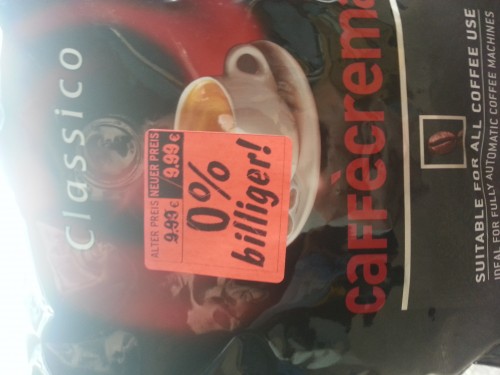 Classico
ALTER PREIS NEUER PREIS
9.99 € 9.99 €
0%
billiger!
caffècrema
SUITABLE FOR ALL COFFEE USE
IDEAL FOR FULLY AUTOMATIC COFFEE MACHINES